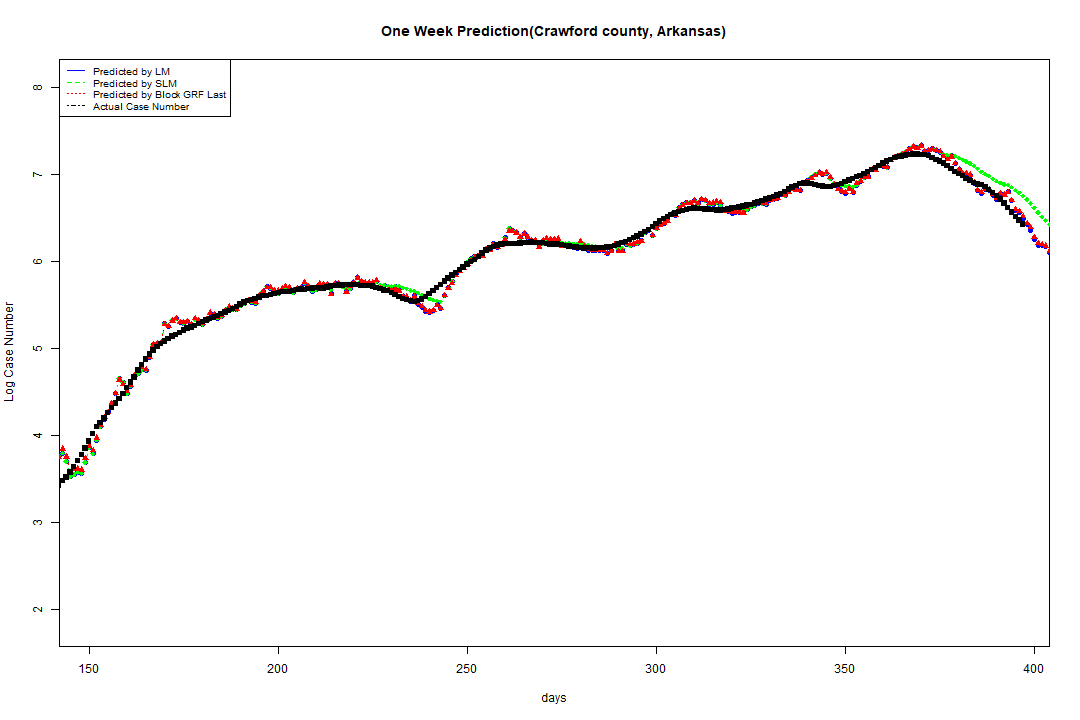 One Week Prediction(Crawford county, Arkansas)
Predicted by LM
Predicted by SLM
Predicted by Block GRF Last
Actual Case Number
8
7
6
5
4
3
2
Log Case Number
150 200 250 300 350 400
days